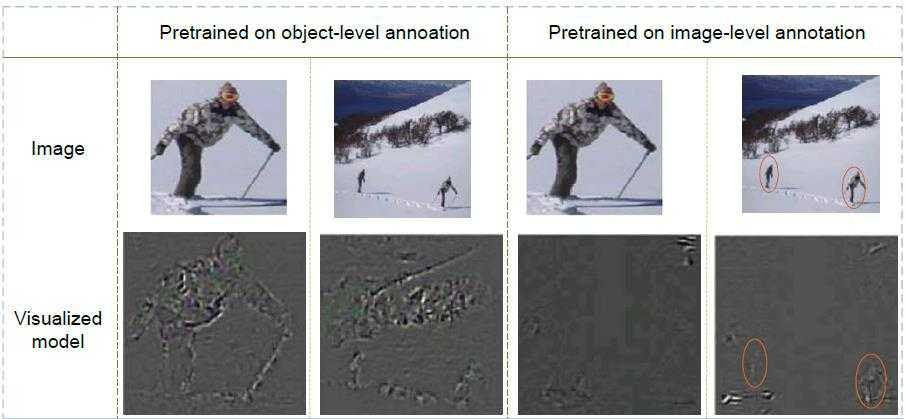 Pretrained on object-level annoation
Pretrained on image-level annotation
Image
Visualized
model